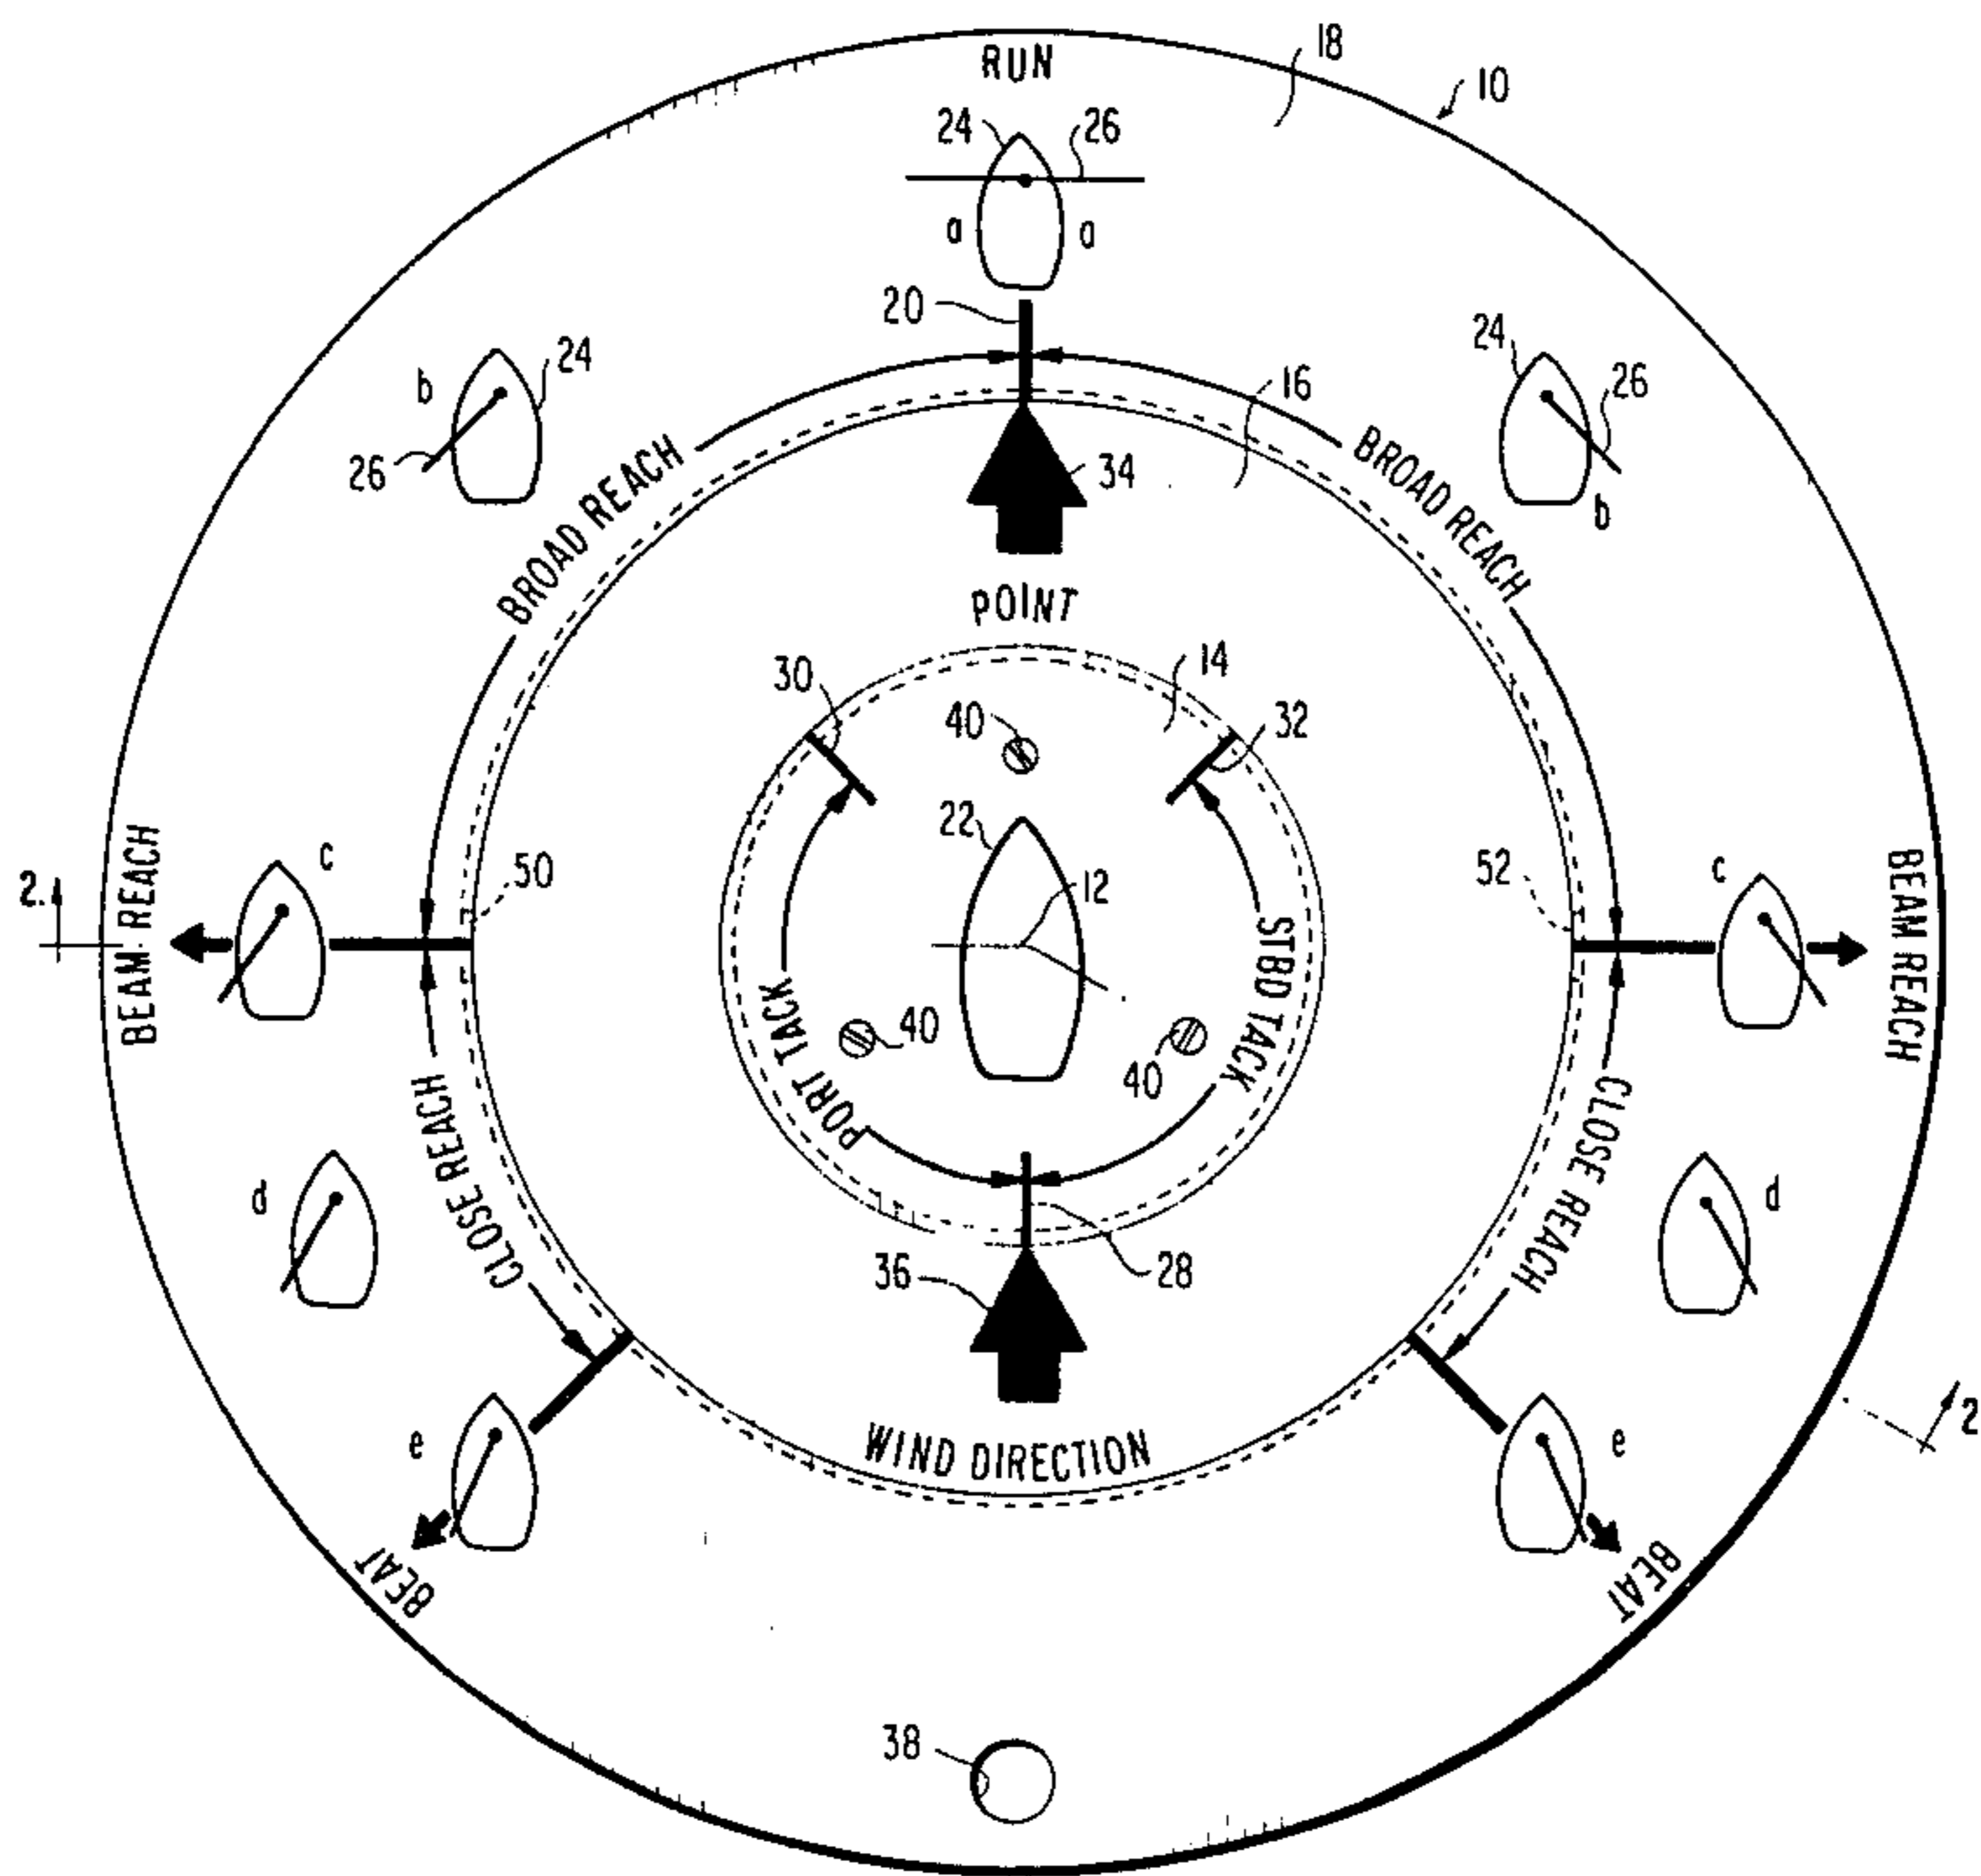 RUN
18
10
24
26
a
a
20
24
b
26
24
26
b
16
34
BROAD REACH
BROAD REACH
POINT
30
14
40
32
22
12
c
50
52
c
2
BEAM REACH
BEAM REACH
PORT TACK
STBD TACK
40
40
CLOSE REACH
CLOSE REACH
d
d
36
28
WIND DIRECTION
e
e
2
BEAT
BEAT
38